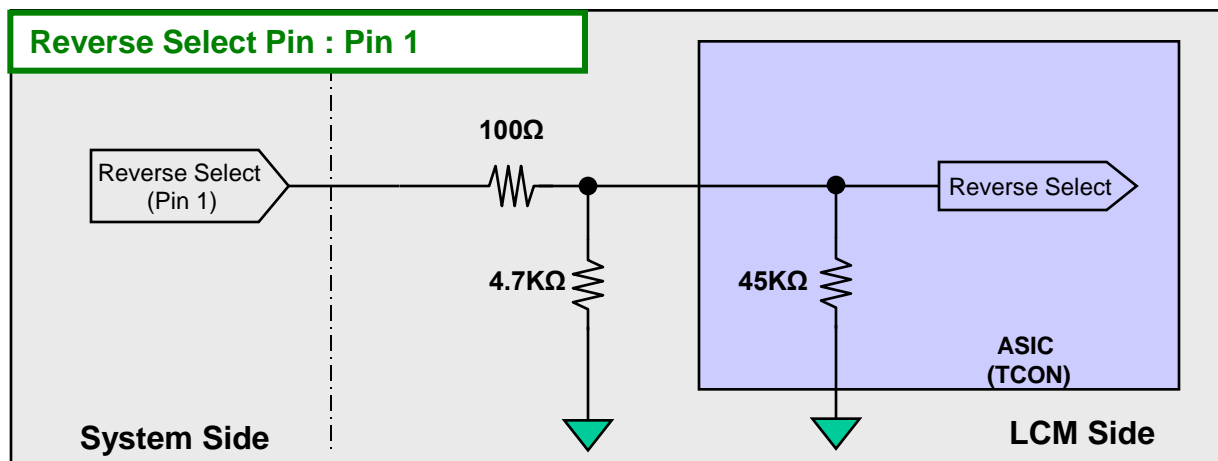 Reverse Select Pin : Pin 1
100Ω
Reverse Select
(Pin 1)
Reverse Select
4.7KΩ
45KΩ
ASIC
(TCON)
System Side
LCM Side